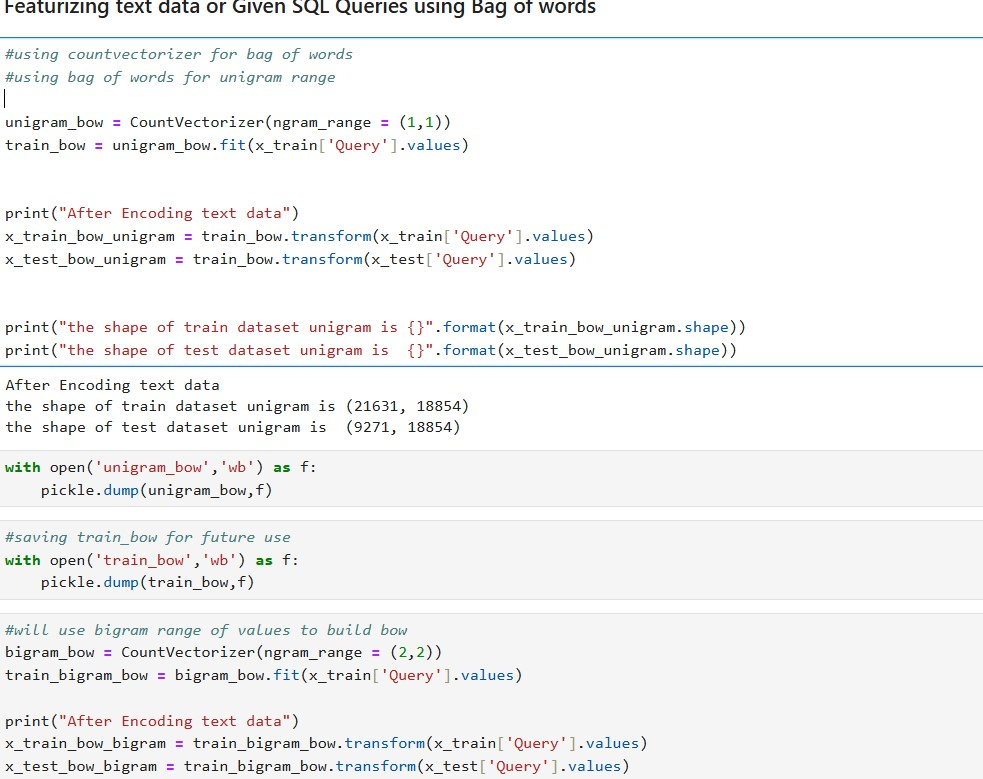 Featurizing text data or Given SQL Queries using Bag of words
#using countvectorizer for bag of words
#using bag of words for unigram range
unigram_bow = CountVectorizer(ngram_range = (1,1))
train_bow = unigram_bow.fit(x_train['Query'].values)
print("After Encoding text data")
x_train_bow_unigram = train_bow.transform(x_train['Query'].values)
x_test_bow_unigram = train_bow.transform(x_test['Query'].values)
print("the shape of train dataset unigram is {}".format(x_train_bow_unigram.shape))
print("the shape of test dataset unigram is  {}".format(x_test_bow_unigram.shape))
After Encoding text data
the shape of train dataset unigram is (21631, 18854)
the shape of test dataset unigram is  (9271, 18854)
with open('unigram_bow','wb') as f:
    pickle.dump(unigram_bow,f)
#saving train_bow for future use
with open('train_bow','wb') as f:
    pickle.dump(train_bow,f)
#will use bigram range of values to build bow
bigram_bow = CountVectorizer(ngram_range = (2,2))
train_bigram_bow = bigram_bow.fit(x_train['Query'].values)
print("After Encoding text data")
x_train_bow_bigram = train_bigram_bow.transform(x_train['Query'].values)
x_test_bow_bigram = train_bigram_bow.transform(x_test['Query'].values)